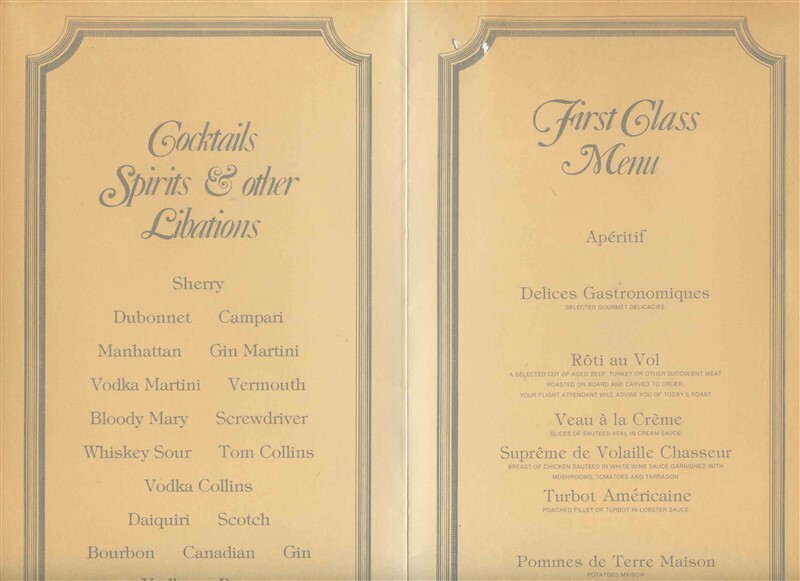 Cocktails
Spirits & other
Libations
Sherry
Dubonnet Campari
Manhattan Gin Martini
Vodka Martini Vermouth
Bloody Mary Screwdriver
Whiskey Sour Tom Collins
Vodka Collins
Daiquiri Scotch
Bourbon Canadian Gin
First Class
Menu
Apéritif
Delices Gastronomiques
SELECTED GOURMET DELICACIES
Rôti au Vol
A SELECTED CUT OF AGED BEEF, TURKEY OR OTHER SUCCULENT MEAT
ROASTED ON BOARD AND CARVED TO ORDER,
YOUR FLIGHT ATTENDANT WILL ADVISE YOU OF TODAY'S ROAST
Veau à la Crême
SLICES OF SAUTEED VEAL IN CREAM SAUCE
Suprême de Volaille Chasseur
BREAST OF CHICKEN SAUTEED IN WHITE WINE SAUCE GARNISHED WITH
MUSHROOMS, TOMATOES AND TARRAGON
Turbot Américaine
POACHED FILLET OF TURBOT IN LOBSTER SAUCE
Pommes de Terre Maison
POTATOES MAISON